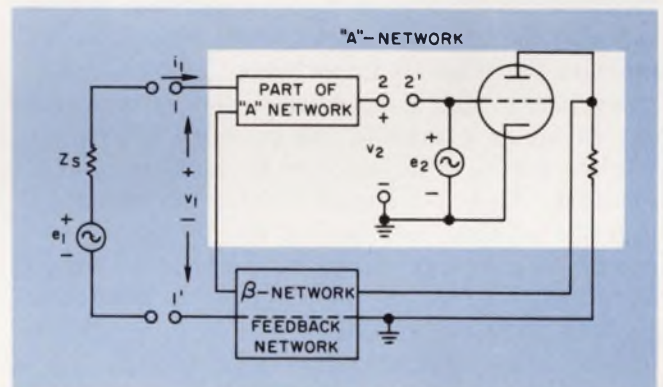 "A"-NETWORK
i₁
1
PART OF
"A" NETWORK
2 2'
+
v₂
-
+
e₂
-
Zs
+
e₁
-
+
v₁
-
1'
β-NETWORK
FEEDBACK
NETWORK